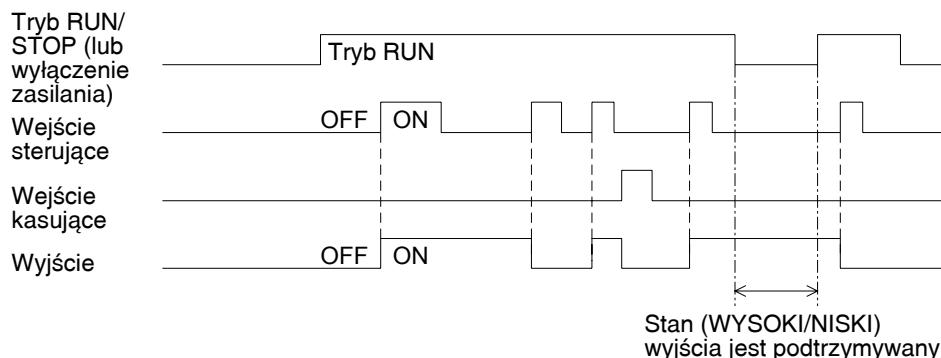 Tryb RUN/
STOP (lub
wyłączenie
zasilania)
Tryb RUN
Wejście
sterujące
OFF ON
Wejście
kasujące
Wyjście
OFF ON
Stan (WYSOKI/NISKI)
wyjścia jest podtrzymywany